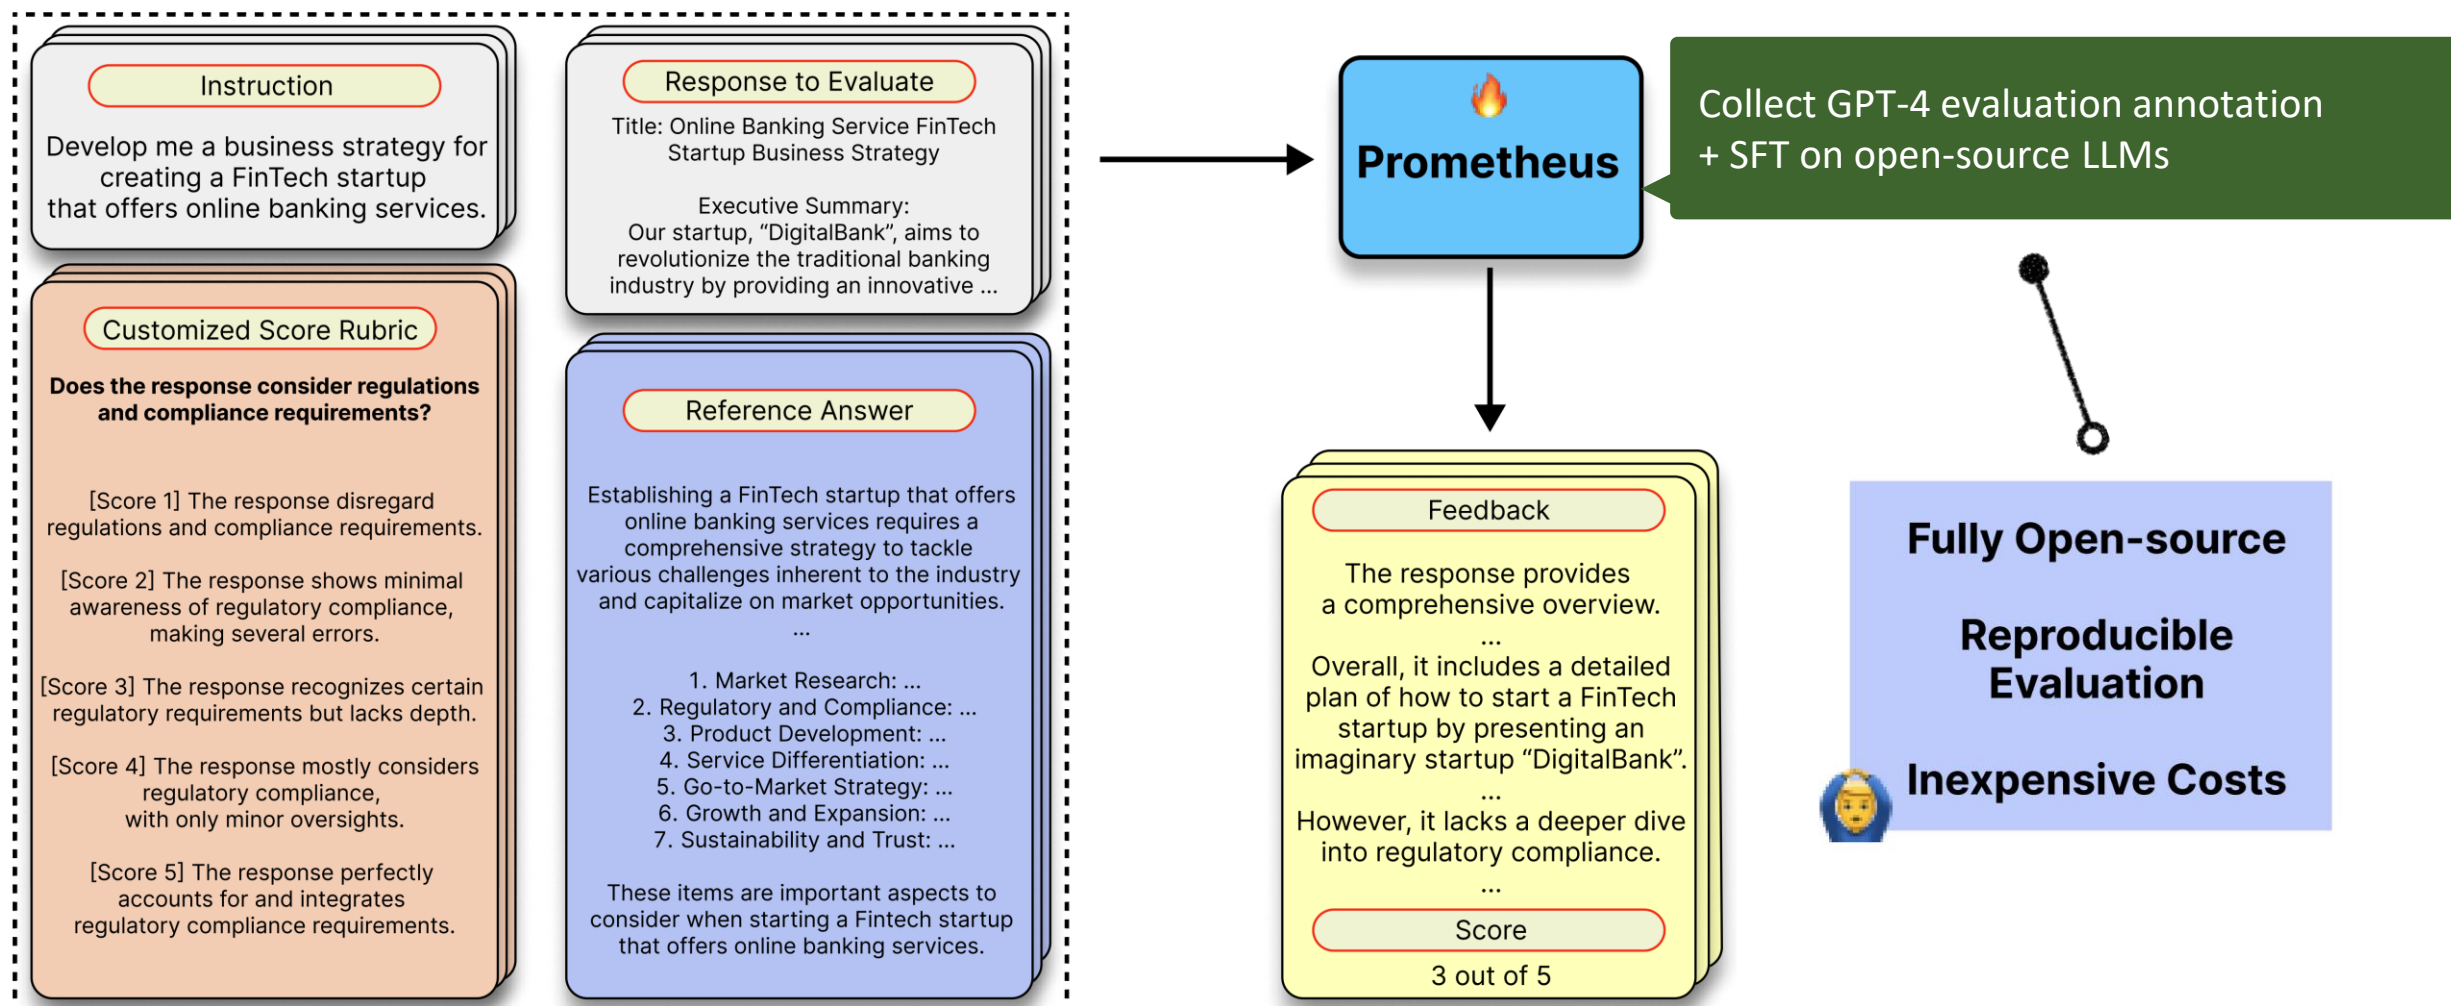 Instruction
Develop me a business strategy for
creating a FinTech startup
that offers online banking services.
Customized Score Rubric
Does the response consider regulations
and compliance requirements?
[Score 1] The response disregard
regulations and compliance requirements.
[Score 2] The response shows minimal
awareness of regulatory compliance,
making several errors.
[Score 3] The response recognizes certain
regulatory requirements but lacks depth.
[Score 4] The response mostly considers
regulatory compliance,
with only minor oversights.
[Score 5] The response perfectly
accounts for and integrates
regulatory compliance requirements.
Response to Evaluate
Title: Online Banking Service FinTech
Startup Business Strategy
Executive Summary:
Our startup, “DigitalBank”, aims to
revolutionize the traditional banking
industry by providing an innovative ...
Reference Answer
Establishing a FinTech startup that offers
online banking services requires a
comprehensive strategy to tackle
various challenges inherent to the industry
and capitalize on market opportunities.
...
1. Market Research: ...
2. Regulatory and Compliance: ...
3. Product Development: ...
4. Service Differentiation: ...
5. Go-to-Market Strategy: ...
6. Growth and Expansion: ...
7. Sustainability and Trust: ...
These items are important aspects to
consider when starting a Fintech startup
that offers online banking services.
Prometheus
Collect GPT-4 evaluation annotation
+ SFT on open-source LLMs
Feedback
The response provides
a comprehensive overview.
...
Overall, it includes a detailed
plan of how to start a FinTech
startup by presenting an
imaginary startup “DigitalBank”.
...
However, it lacks a deeper dive
into regulatory compliance.
...
Score
3 out of 5
Fully Open-source
Reproducible
Evaluation
Inexpensive Costs